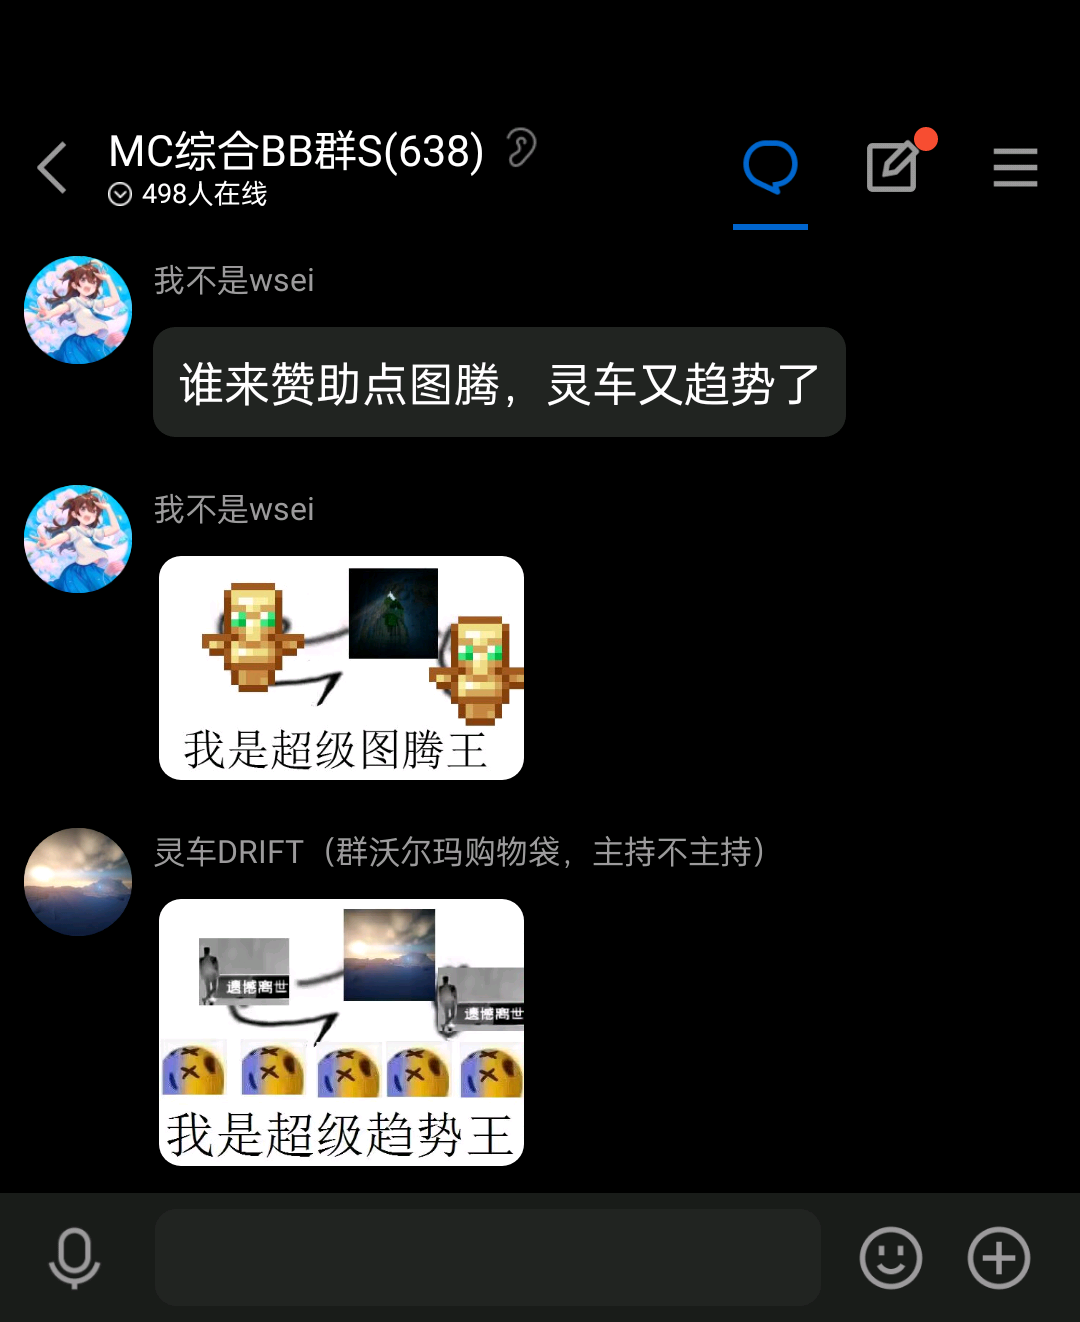 MC综合BB群S(638)
498人在线
我不是wsei
谁来赞助点图腾，灵车又趋势了
我不是wsei
我是超级图腾王
灵车DRIFT（群沃尔玛购物袋，主持不主持）
遗憾离世
遗憾离世
我是超级趋势王